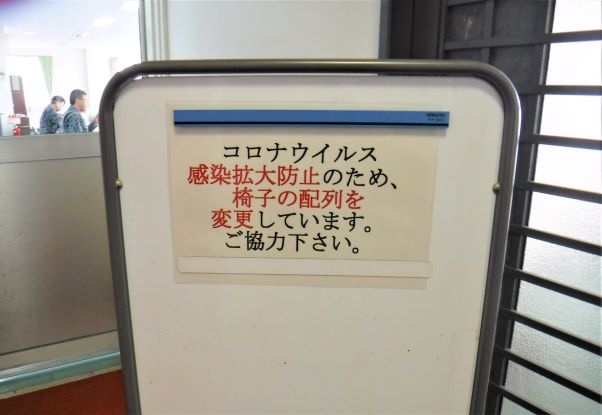 KOKUYO
コロナウイルス
感染拡大防止のため、
椅子の配列を
変更しています。
ご協力下さい。